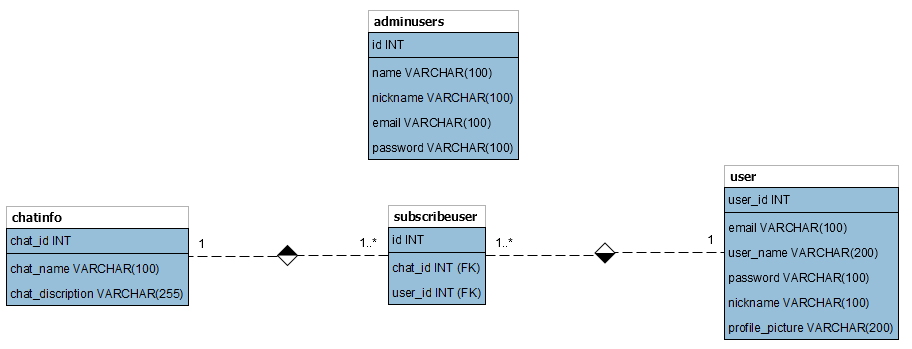 adminusers
id INT
name VARCHAR(100)
nickname VARCHAR(100)
email VARCHAR(100)
password VARCHAR(100)
chatinfo
chat_id INT
chat_name VARCHAR(100)
chat_discription VARCHAR(255)
1
1..*
subscribeuser
id INT
chat_id INT (FK)
user_id INT (FK)
1..*
1
user
user_id INT
email VARCHAR(100)
user_name VARCHAR(200)
password VARCHAR(100)
nickname VARCHAR(100)
profile_picture VARCHAR(200)